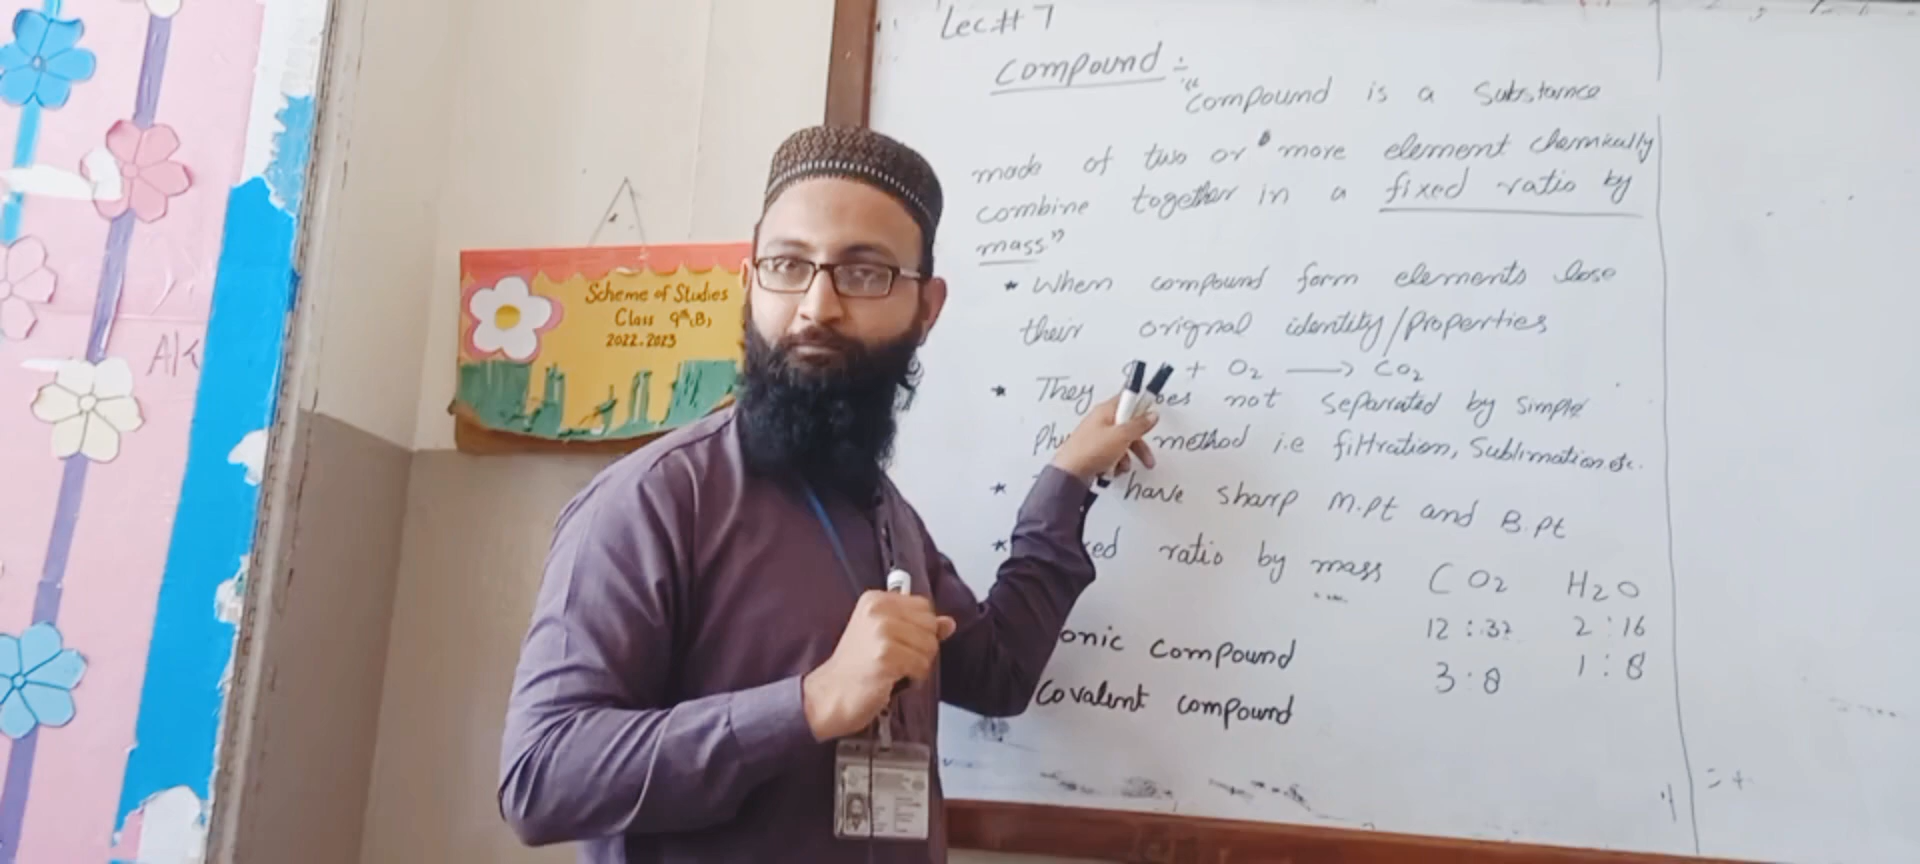 Lec # 7
Compound :-
"Compound is a Substance
made of two or more element chemically
combine together in a fixed ratio by
mass"
* When compound form elements lose
their orignal identity/properties
+ O₂ → CO₂
* They not separated by simple
method i.e filtration, Sublimation etc.
* have sharp M.Pt and B.pt
* ratio by mass CO₂ H₂O
12 : 32 2 : 16
3 : 8 1 : 8
Compound
Covalent compound
Scheme of Studies
Class 9th (B)
2022-2023